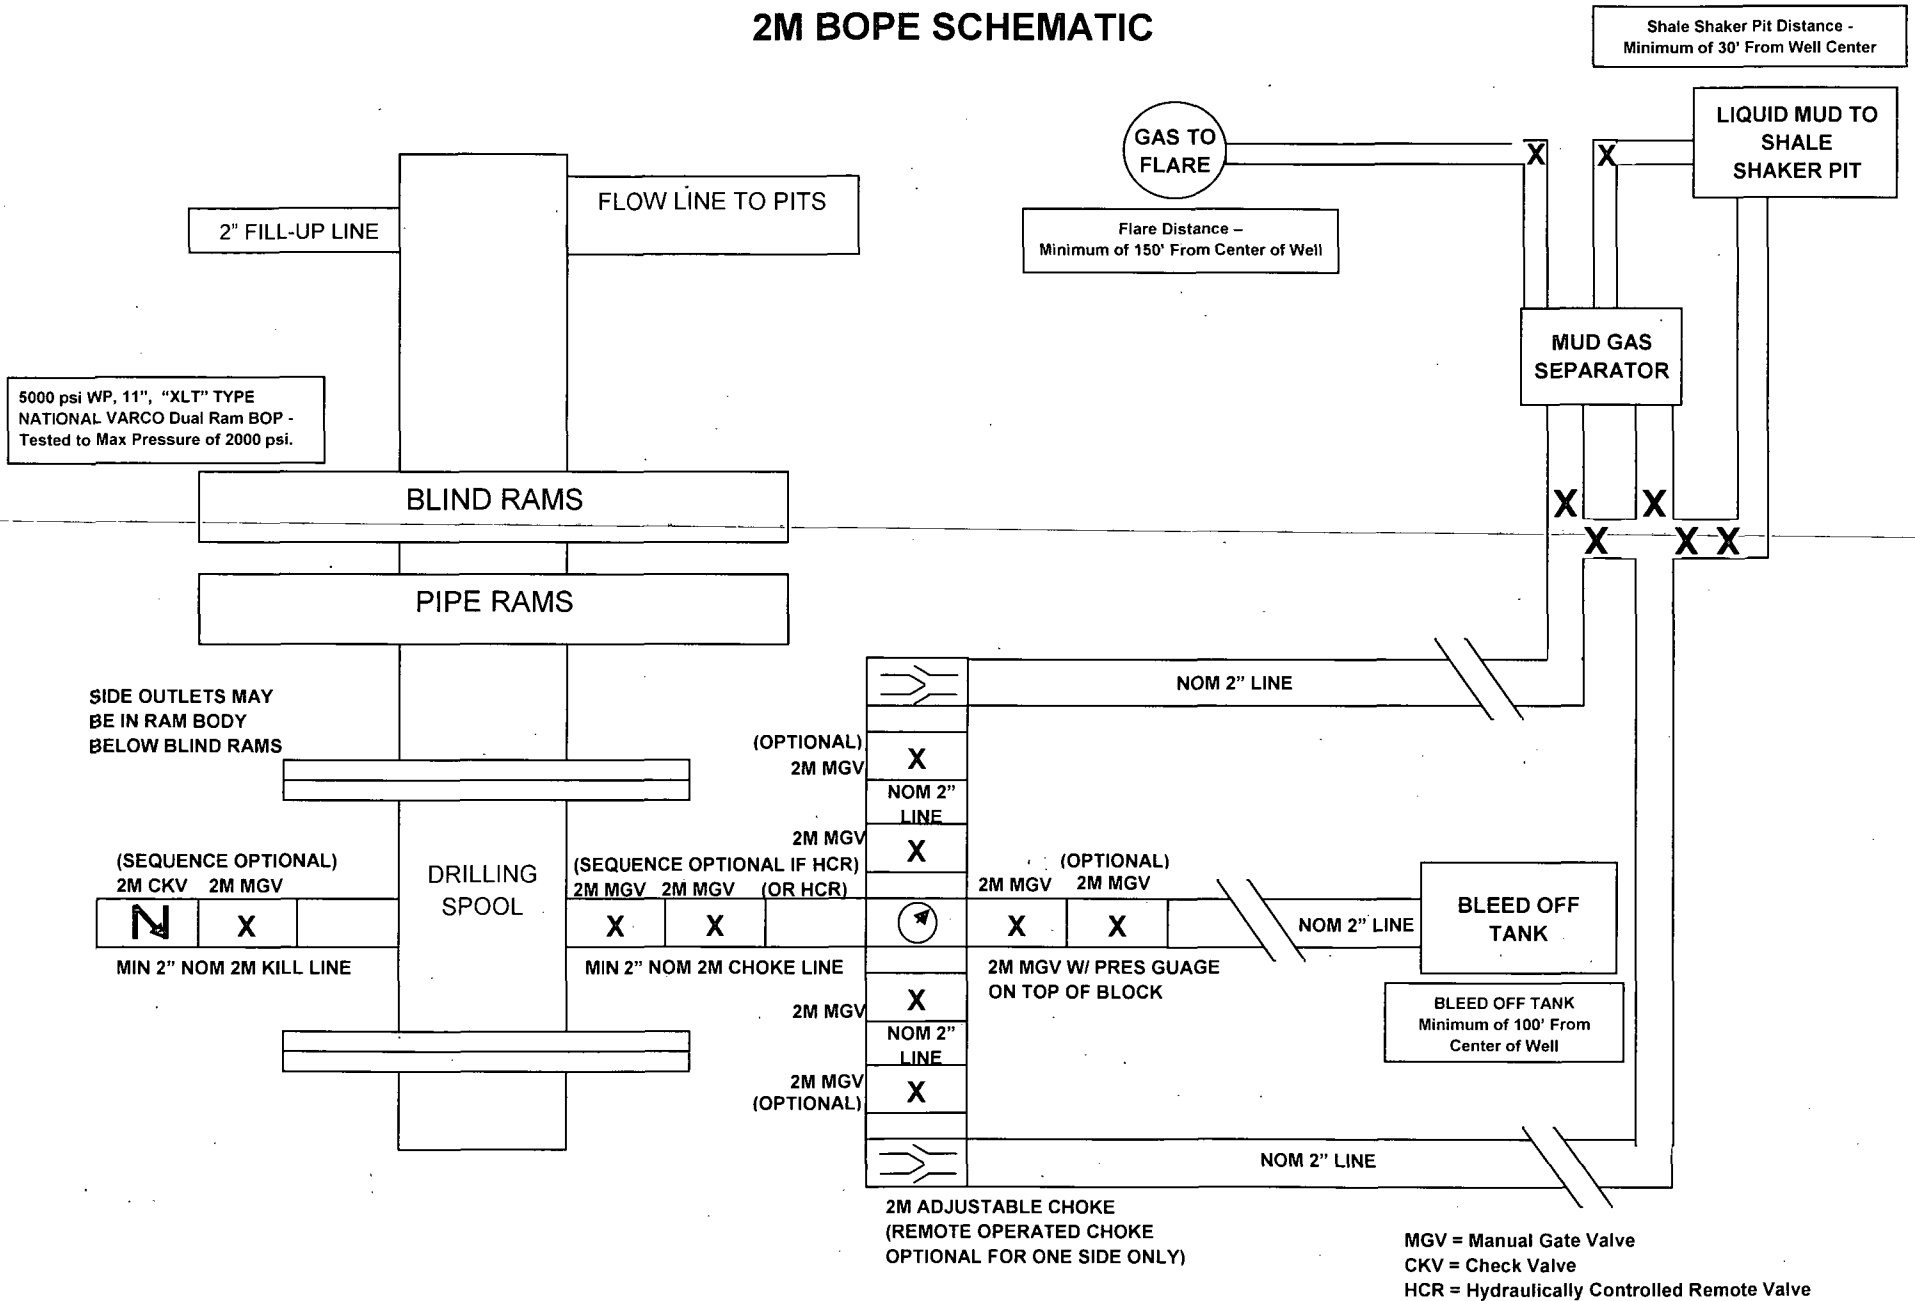 2M BOPE SCHEMATIC
Shale Shaker Pit Distance -
Minimum of 30' From Well Center
LIQUID MUD TO
SHALE
SHAKER PIT
GAS TO
FLARE
X
X
Flare Distance –
Minimum of 150' From Center of Well
FLOW LINE TO PITS
2" FILL-UP LINE
MUD GAS
SEPARATOR
5000 psi WP, 11", "XLT" TYPE
NATIONAL VARCO Dual Ram BOP -
Tested to Max Pressure of 2000 psi.
BLIND RAMS
X
X
X
X X
PIPE RAMS
SIDE OUTLETS MAY
BE IN RAM BODY
BELOW BLIND RAMS
NOM 2" LINE
(OPTIONAL)
2M MGV
X
NOM 2"
LINE
2M MGV
X
(SEQUENCE OPTIONAL)
2M CKV 2M MGV
N
X
MIN 2" NOM 2M KILL LINE
DRILLING
SPOOL
(SEQUENCE OPTIONAL IF HCR)
2M MGV 2M MGV (OR HCR)
X
X
MIN 2" NOM 2M CHOKE LINE
(OPTIONAL)
2M MGV 2M MGV
X
X
2M MGV W/ PRES GUAGE
ON TOP OF BLOCK
NOM 2" LINE
BLEED OFF
TANK
BLEED OFF TANK
Minimum of 100' From
Center of Well
2M MGV
X
NOM 2"
LINE
2M MGV
(OPTIONAL)
X
NOM 2" LINE
2M ADJUSTABLE CHOKE
(REMOTE OPERATED CHOKE
OPTIONAL FOR ONE SIDE ONLY)
MGV = Manual Gate Valve
CKV = Check Valve
HCR = Hydraulically Controlled Remote Valve